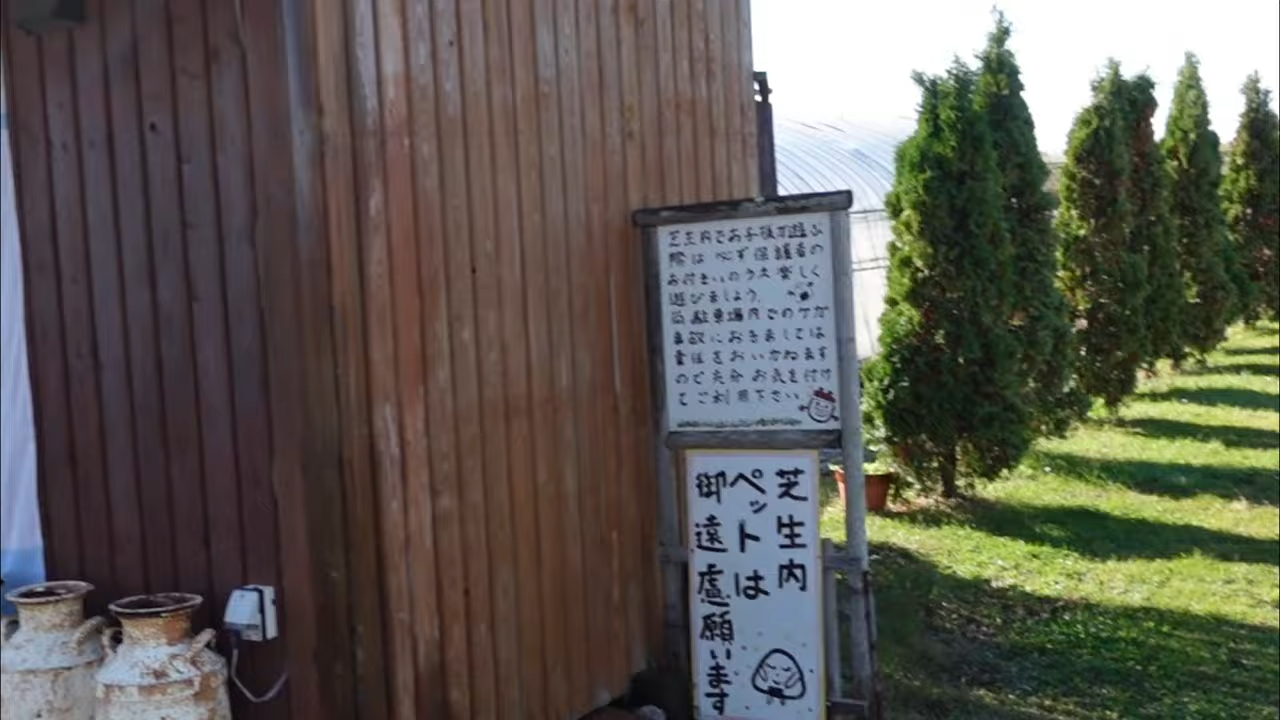 芝生内でお子様が遊ぶ
際は必ず保護者の
お付きそいのうえ楽しく
遊びましょう。
尚駐車場内でのケガ
事故におきましては
責任をおいかねます
ので充分お気を付け
てご利用下さい。
芝生内
ペットは
御遠慮願います